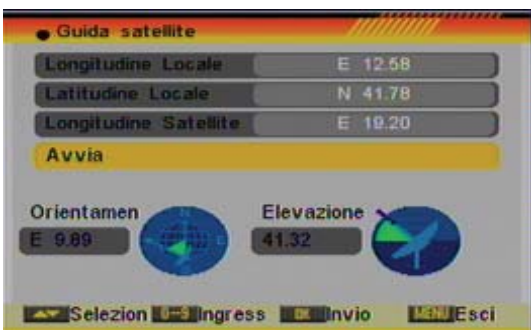 Guida satellite
Longitudine Locale E 12.58
Latitudine Locale N 41.78
Longitudine Satellite E 19.20
Avvia
Orientamen Elevazione
E 9.89 41.32
Selezion 0--9 Ingress OK Invio MENU Esci